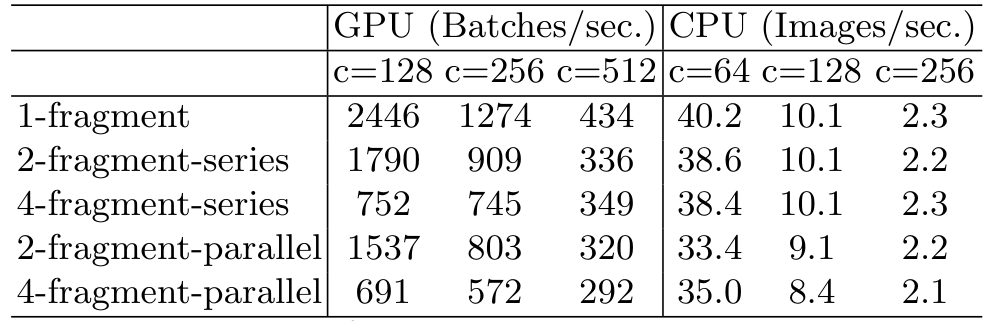 GPU (Batches/sec.) CPU (Images/sec.)
c=128 c=256 c=512 c=64 c=128 c=256
1-fragment 2446 1274 434 40.2 10.1 2.3
2-fragment-series 1790 909 336 38.6 10.1 2.2
4-fragment-series 752 745 349 38.4 10.1 2.3
2-fragment-parallel 1537 803 320 33.4 9.1 2.2
4-fragment-parallel 691 572 292 35.0 8.4 2.1